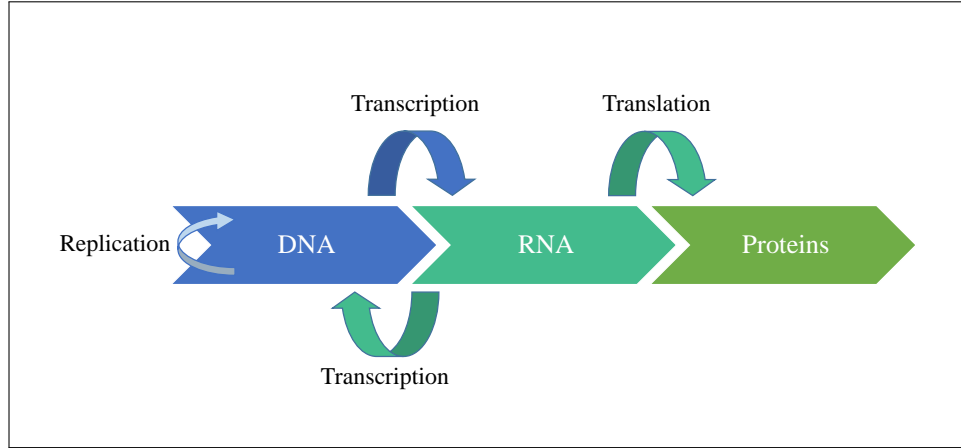 Transcription
Translation
Replication
DNA
RNA
Proteins
Transcription